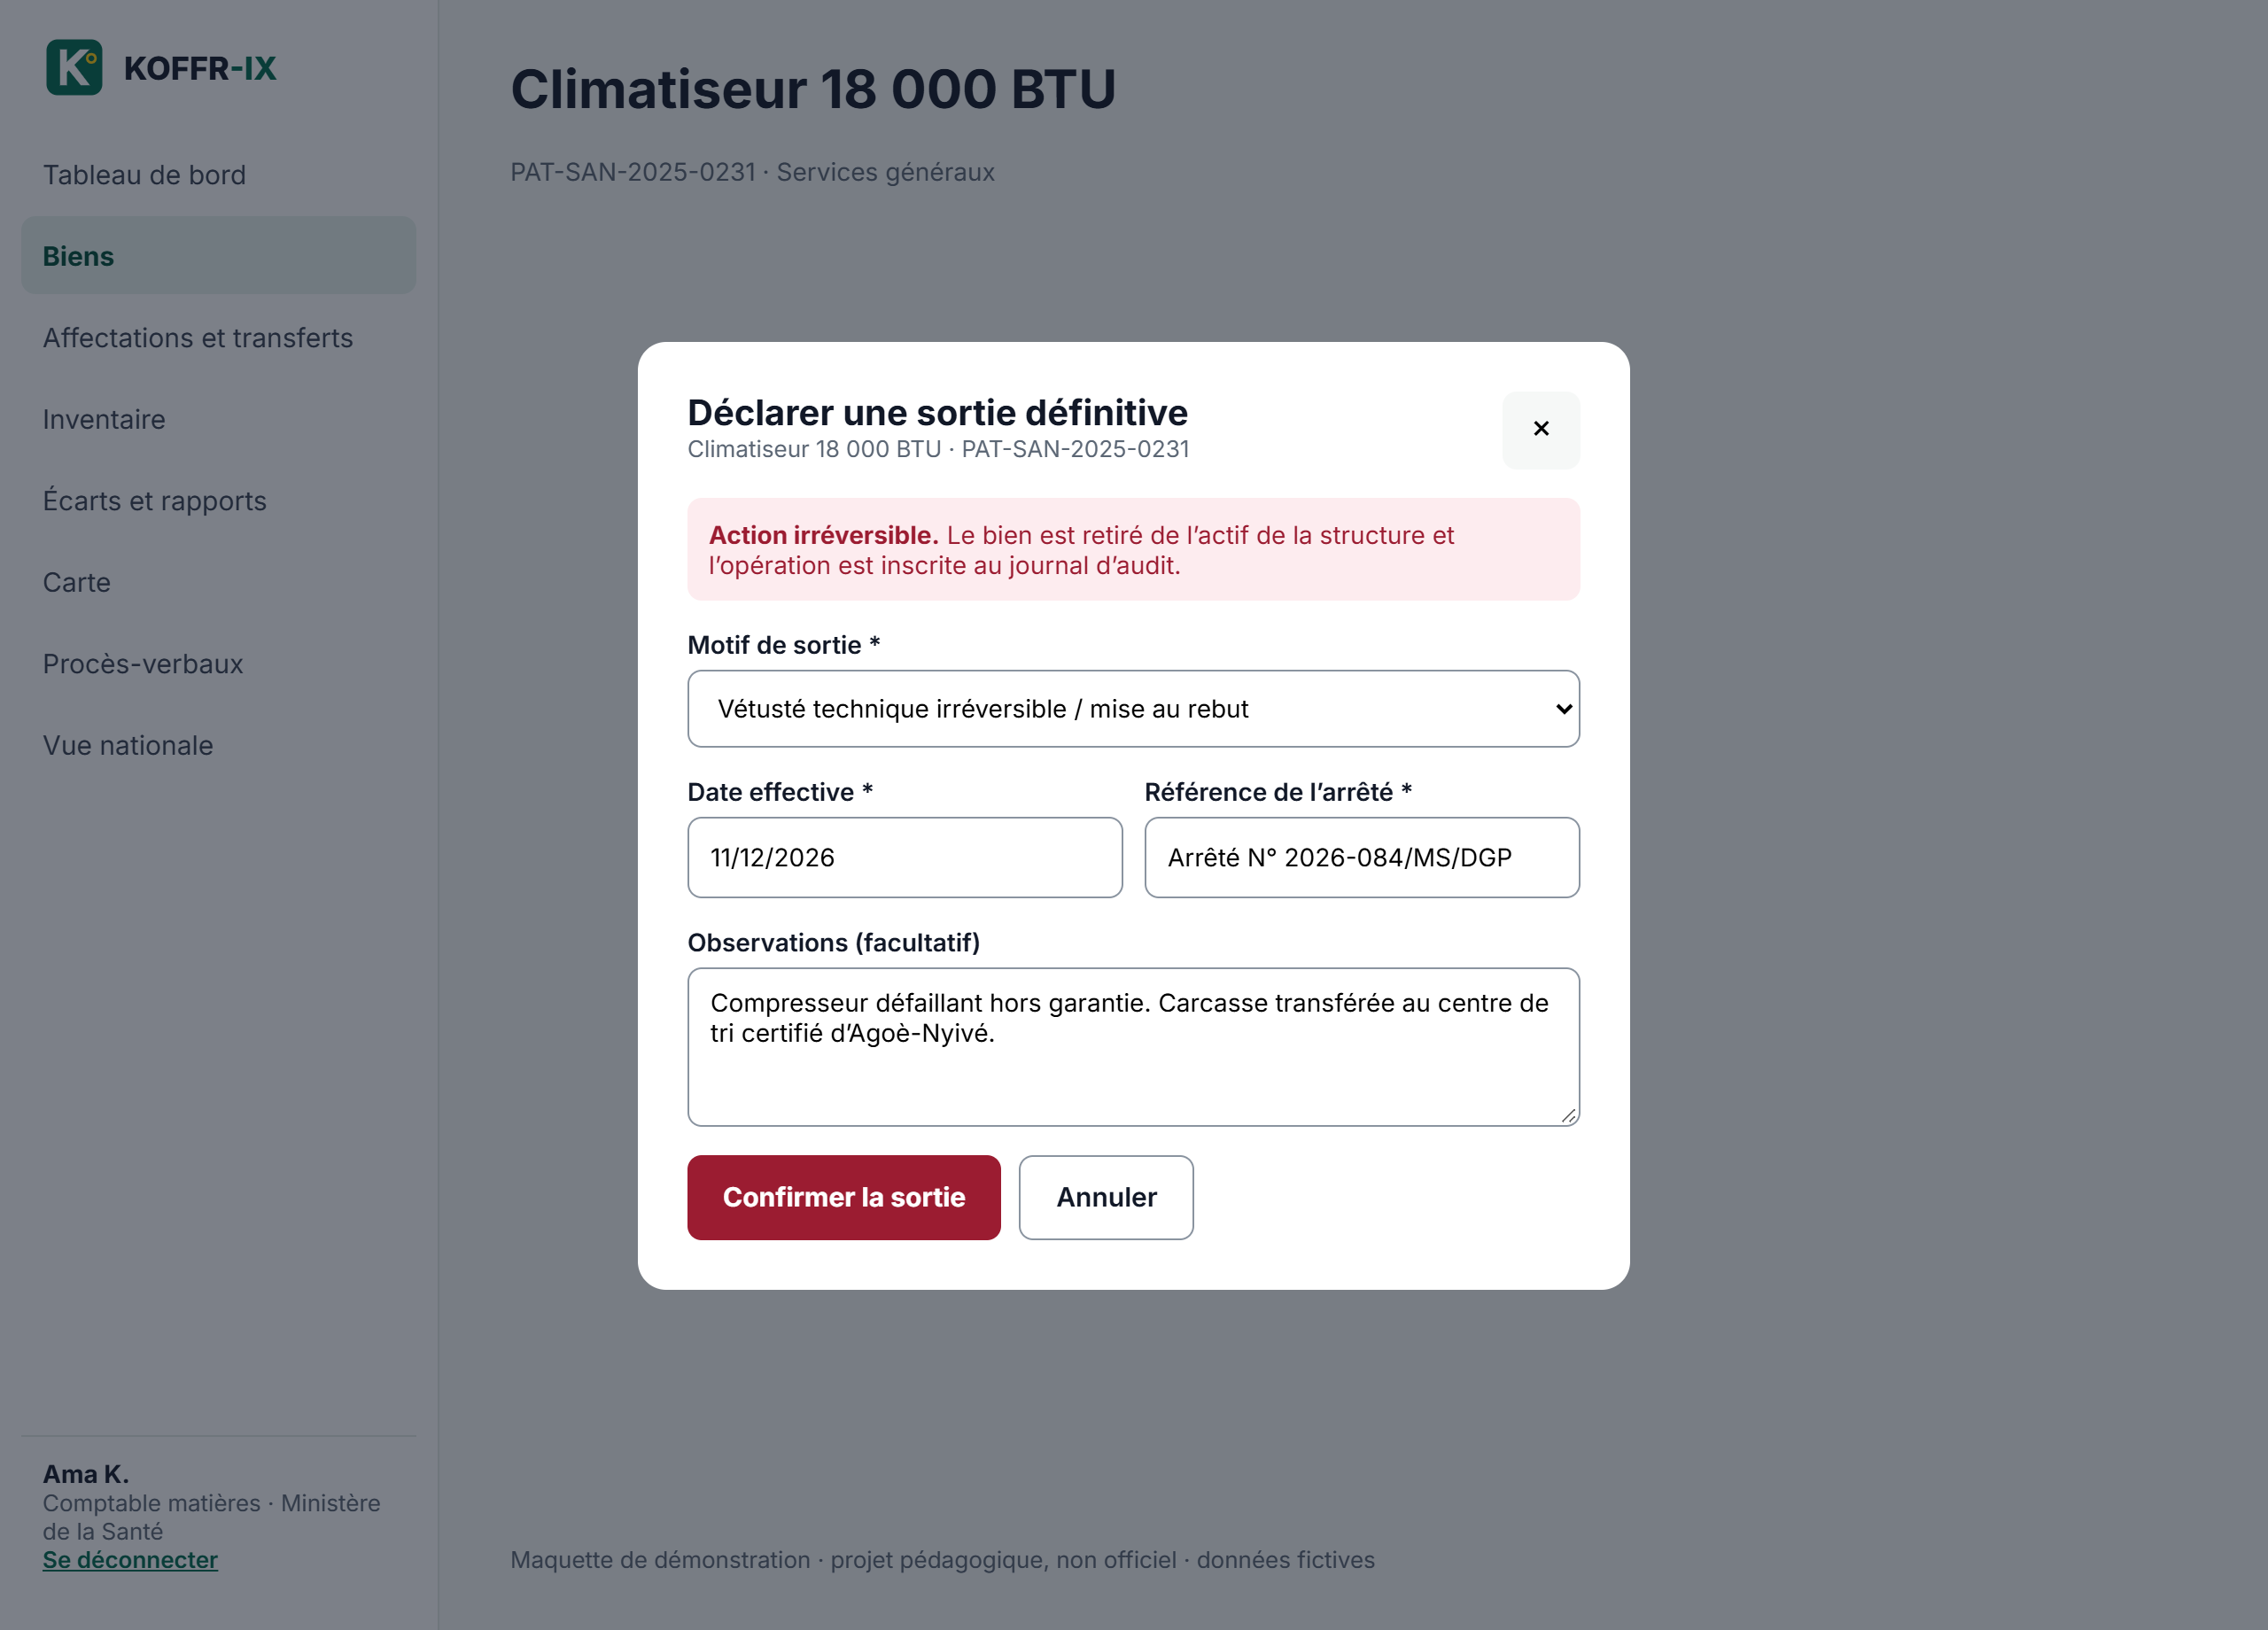 KOFFR-IX
Tableau de bord
Biens
Affectations et transferts
Inventaire
Écarts et rapports
Carte
Procès-verbaux
Vue nationale
Ama K.
Comptable matières · Ministère
de la Santé
Se déconnecter
Climatiseur 18 000 BTU
PAT-SAN-2025-0231 · Services généraux
Déclarer une sortie définitive
Climatiseur 18 000 BTU · PAT-SAN-2025-0231
×
Action irréversible. Le bien est retiré de l’actif de la structure et
l’opération est inscrite au journal d’audit.
Motif de sortie *
Vétusté technique irréversible / mise au rebut
Date effective *
11/12/2026
Référence de l’arrêté *
Arrêté N° 2026-084/MS/DGP
Observations (facultatif)
Compresseur défaillant hors garantie. Carcasse transférée au centre de
tri certifié d’Agoè-Nyivé.
Confirmer la sortie
Annuler
Maquette de démonstration · projet pédagogique, non officiel · données fictives